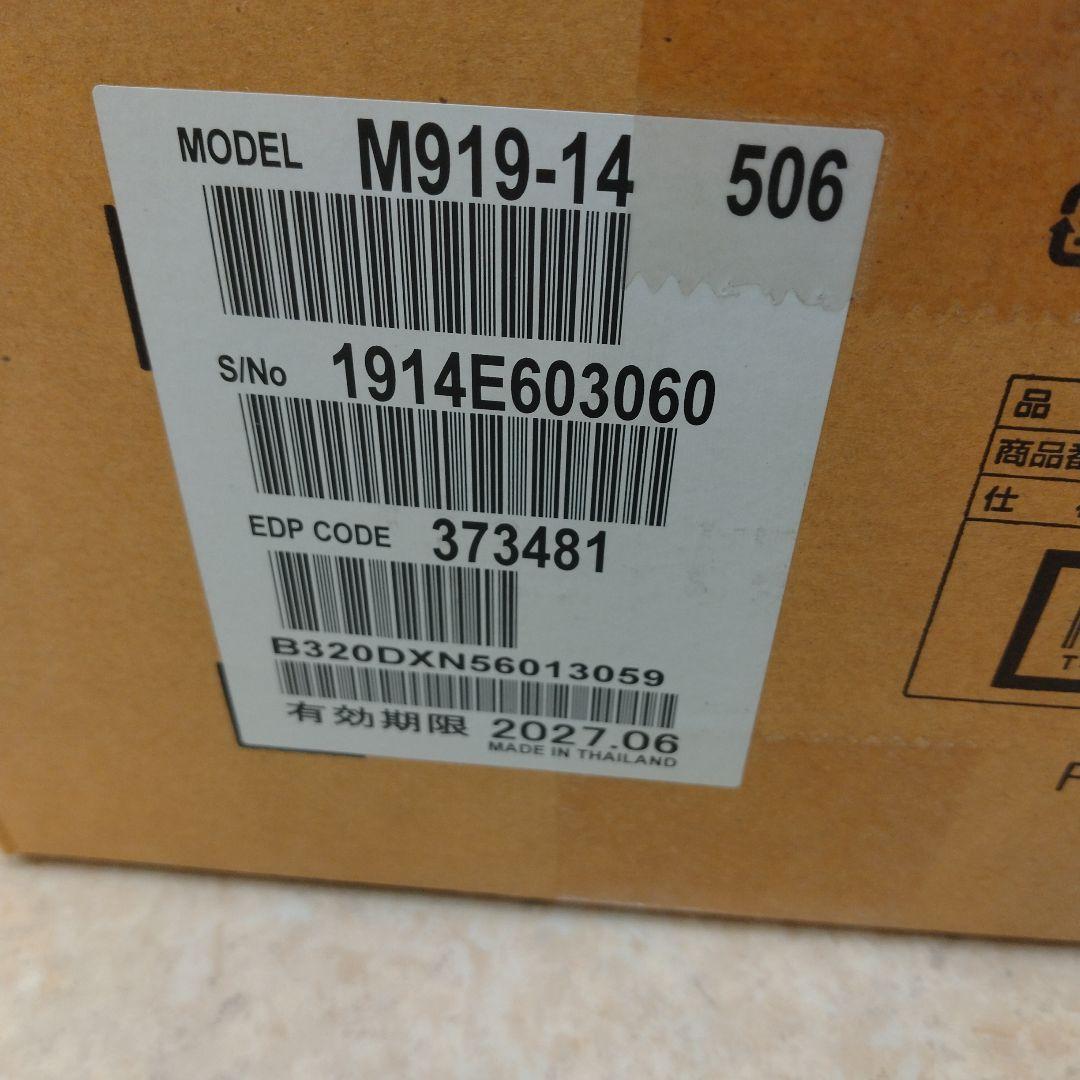 MODEL M919-14 506
S/No 1914E603060
EDP CODE 373481
B320DXN56013059
有効期限 2027.06
MADE IN THAILAND
品
商品番
仕
T
F